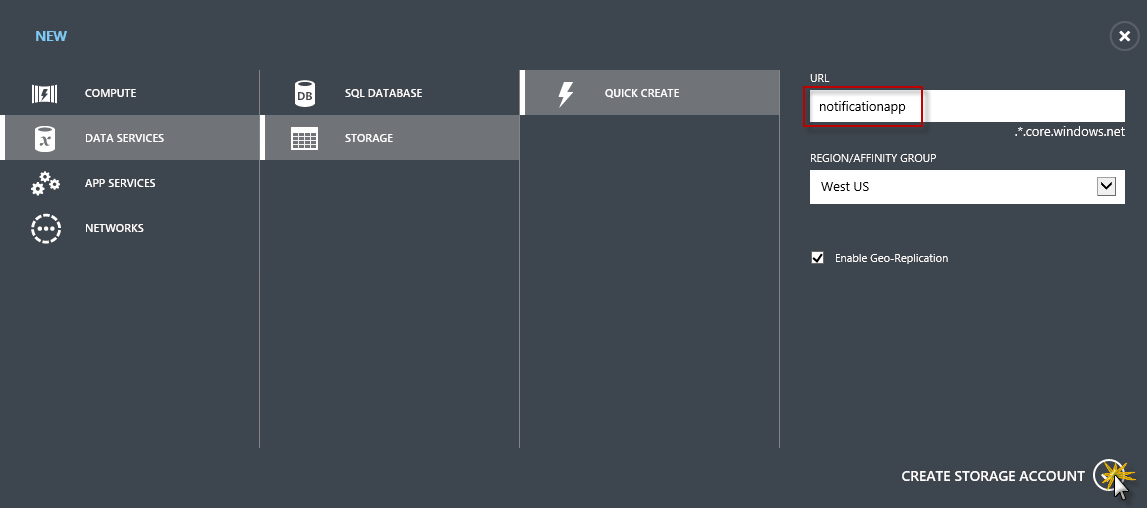 NEW
COMPUTE
DATA SERVICES
APP SERVICES
NETWORKS
DB
SQL DATABASE
STORAGE
QUICK CREATE
URL
notificationapp
.*.core.windows.net
REGION/AFFINITY GROUP
West US
Enable Geo-Replication
CREATE STORAGE ACCOUNT